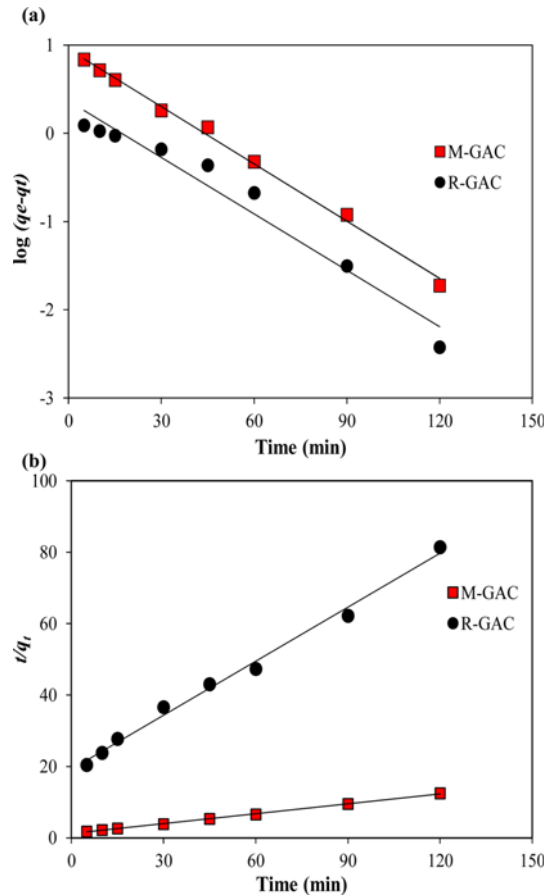 (a)
1
0
-1
-2
-3
log (qe-qt)
M-GAC
R-GAC
0 30 60 90 120 150
Time (min)
(b)
100
80
60
40
20
0
t/qt
M-GAC
R-GAC
0 30 60 90 120 150
Time (min)